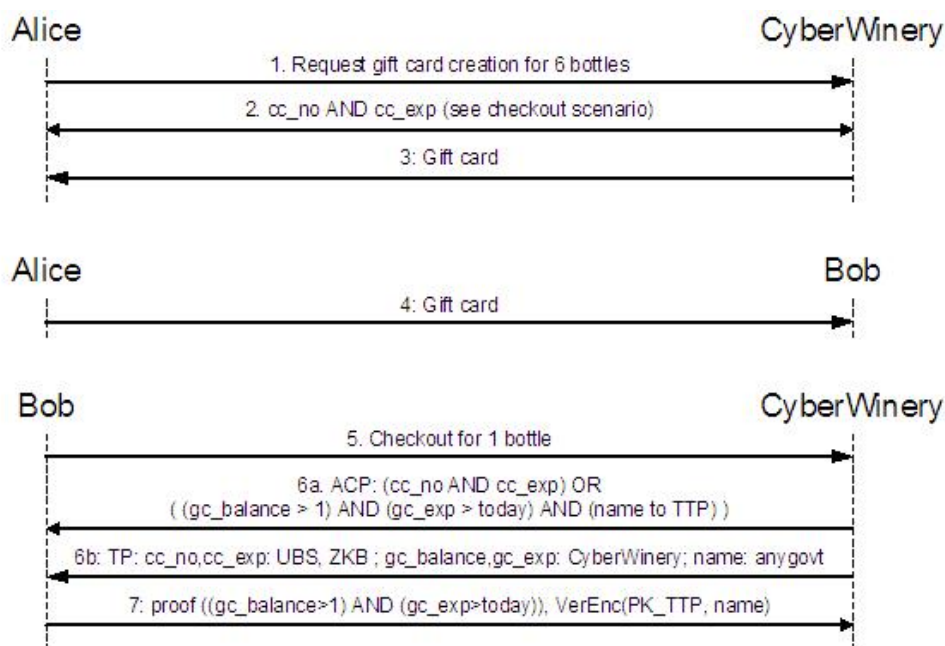 Alice CyberWinery
1. Request gift card creation for 6 bottles
2. cc_no AND cc_exp (see checkout scenario)
3: Gift card
Alice Bob
4: Gift card
Bob CyberWinery
5. Checkout for 1 bottle
6a. ACP: (cc_no AND cc_exp) OR
( (gc_balance > 1) AND (gc_exp > today) AND (name to TTP) )
6b: TP: cc_no,cc_exp: UBS, ZKB ; gc_balance,gc_exp: CyberWinery; name: anygovt
7: proof ((gc_balance>1) AND (gc_exp>today)), VerEnc(PK_TTP, name)